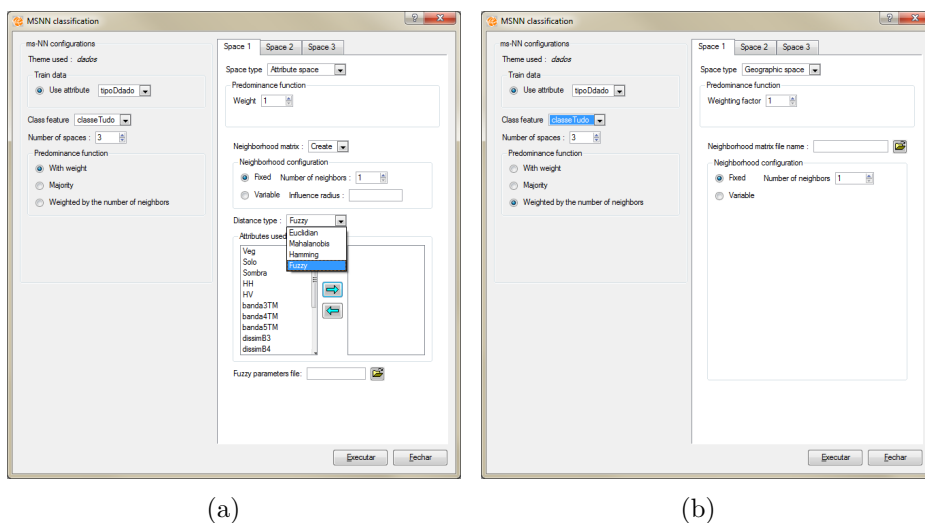 MSNN classification
ms-NN configurations
Theme used : dados
Train data
Use attribute tipoDdado
Class feature classeTudo
Number of spaces : 3
Predominance function
With weight
Majority
Weighted by the number of neighbors
Space 1 Space 2 Space 3
Space type Attribute space
Predominance function
Weight 1
Neighborhood matrix : Create
Neighborhood configuration
Fixed Number of neighbors : 1
Variable Influence radius :
Distance type : Fuzzy
Euclidian
Mahalanobis
Hamming
Fuzzy
Attributes used
Veg
Solo
Sombra
HH
HV
banda3TM
banda4TM
banda5TM
dissimB3
dissimB4
Fuzzy parameters file:
Executar Fechar
(a)
MSNN classification
ms-NN configurations
Theme used : dados
Train data
Use attribute tipoDdado
Class feature classeTudo
Number of spaces : 3
Predominance function
With weight
Majority
Weighted by the number of neighbors
Space 1 Space 2 Space 3
Space type Geographic space
Predominance function
Weighting factor 1
Neighborhood matrix file name :
Neighborhood configuration
Fixed Number of neighbors 1
Variable
Executar Fechar
(b)